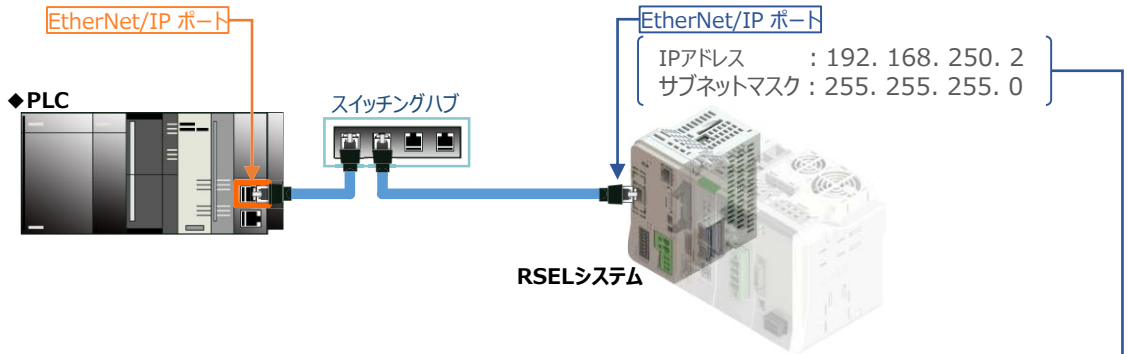 EtherNet/IP ポート
EtherNet/IP ポート
IPアドレス : 192. 168. 250. 2
サブネットマスク : 255. 255. 255. 0
◆PLC
スイッチングハブ
RSELシステム